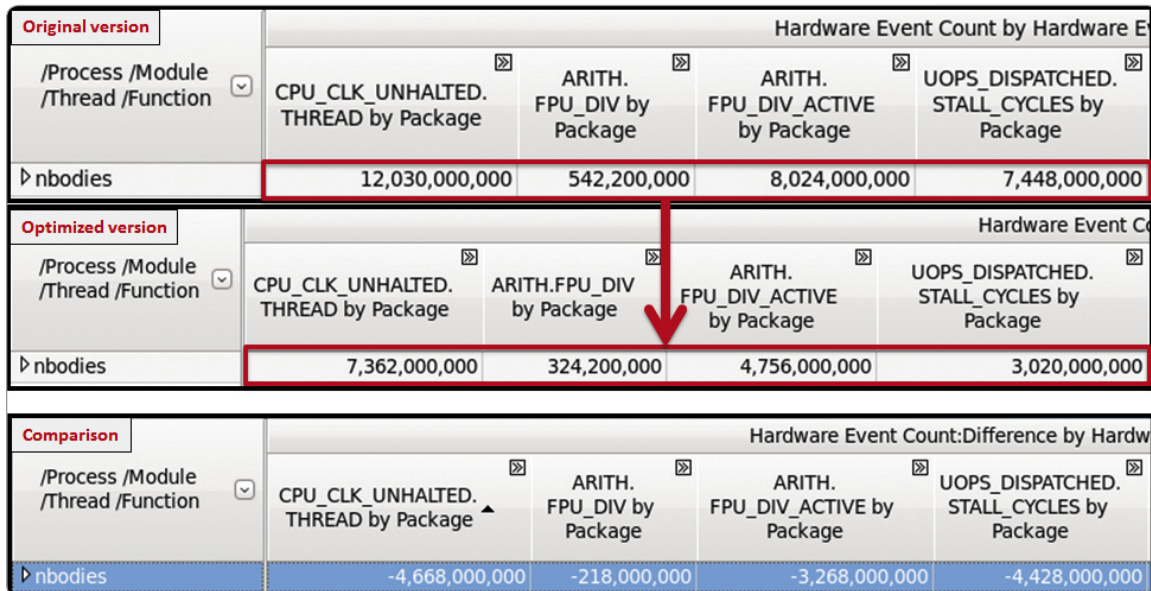 Original version
Hardware Event Count by Hardware Ev
/Process /Module
/Thread /Function
CPU_CLK_UNHALTED.
THREAD by Package
ARITH.
FPU_DIV by
Package
ARITH.
FPU_DIV_ACTIVE
by Package
UOPS_DISPATCHED.
STALL_CYCLES by
Package
nbodies 12,030,000,000 542,200,000 8,024,000,000 7,448,000,000
Optimized version
Hardware Event Co
/Process /Module
/Thread /Function
CPU_CLK_UNHALTED.
THREAD by Package
ARITH.FPU_DIV
by Package
ARITH.
FPU_DIV_ACTIVE
by Package
UOPS_DISPATCHED.
STALL_CYCLES by
Package
nbodies 7,362,000,000 324,200,000 4,756,000,000 3,020,000,000
Comparison
Hardware Event Count:Difference by Hardw
/Process /Module
/Thread /Function
CPU_CLK_UNHALTED.
THREAD by Package
ARITH.
FPU_DIV by
Package
ARITH.
FPU_DIV_ACTIVE by
Package
UOPS_DISPATCHED.
STALL_CYCLES by
Package
nbodies -4,668,000,000 -218,000,000 -3,268,000,000 -4,428,000,000